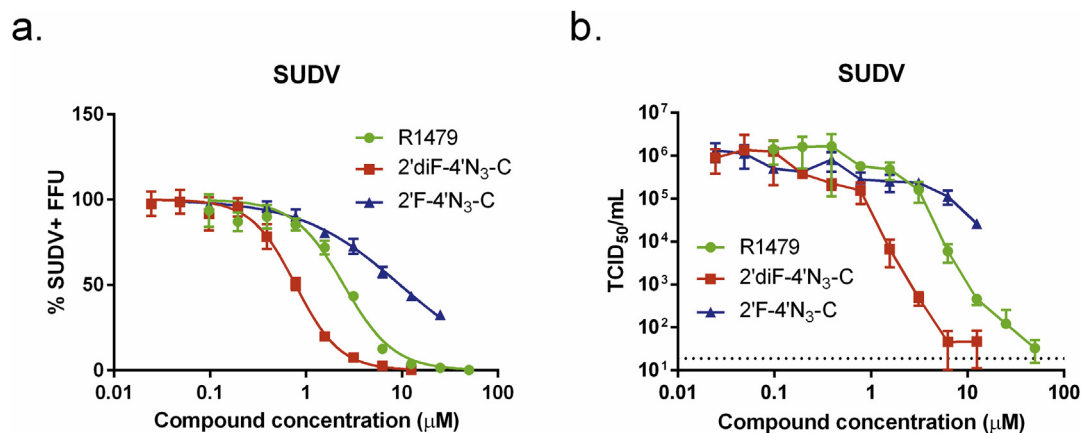 a.
SUDV
150
100
50
0
% SUDV+ FFU
R1479
2'diF-4'N₃-C
2'F-4'N₃-C
0.01 0.1 1 10 100
Compound concentration (μM)
b.
SUDV
10⁷
10⁶
10⁵
10⁴
10³
10²
10¹
TCID₅₀/mL
R1479
2'diF-4'N₃-C
2'F-4'N₃-C
0.01 0.1 1 10 100
Compound concentration (μM)